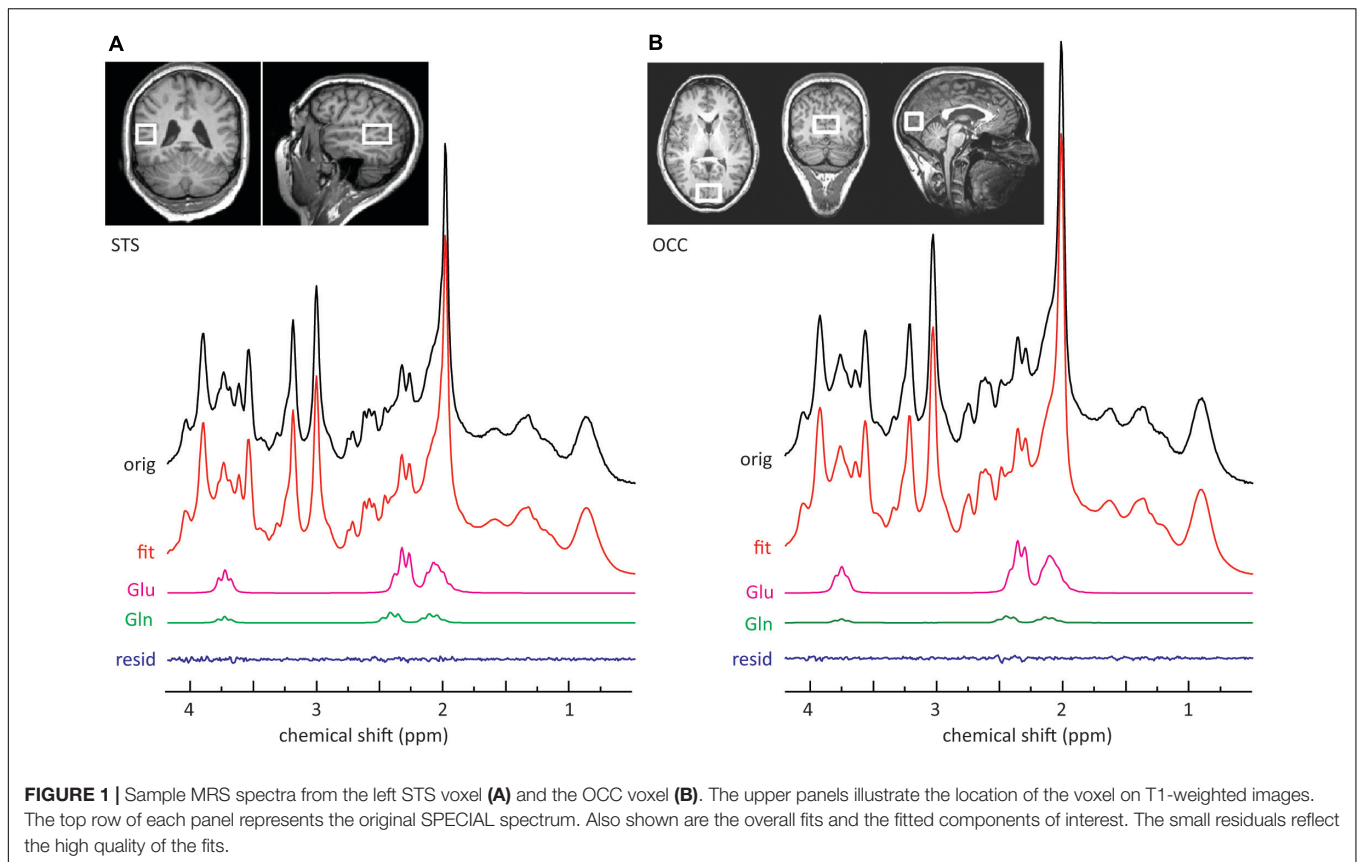 A
B
STS
OCC
orig
orig
fit
fit
Glu
Glu
Gln
Gln
resid
resid
4 3 2 1
4 3 2 1
chemical shift (ppm)
chemical shift (ppm)
FIGURE 1 | Sample MRS spectra from the left STS voxel (A) and the OCC voxel (B). The upper panels illustrate the location of the voxel on T1-weighted images.
The top row of each panel represents the original SPECIAL spectrum. Also shown are the overall fits and the fitted components of interest. The small residuals reflect
the high quality of the fits.